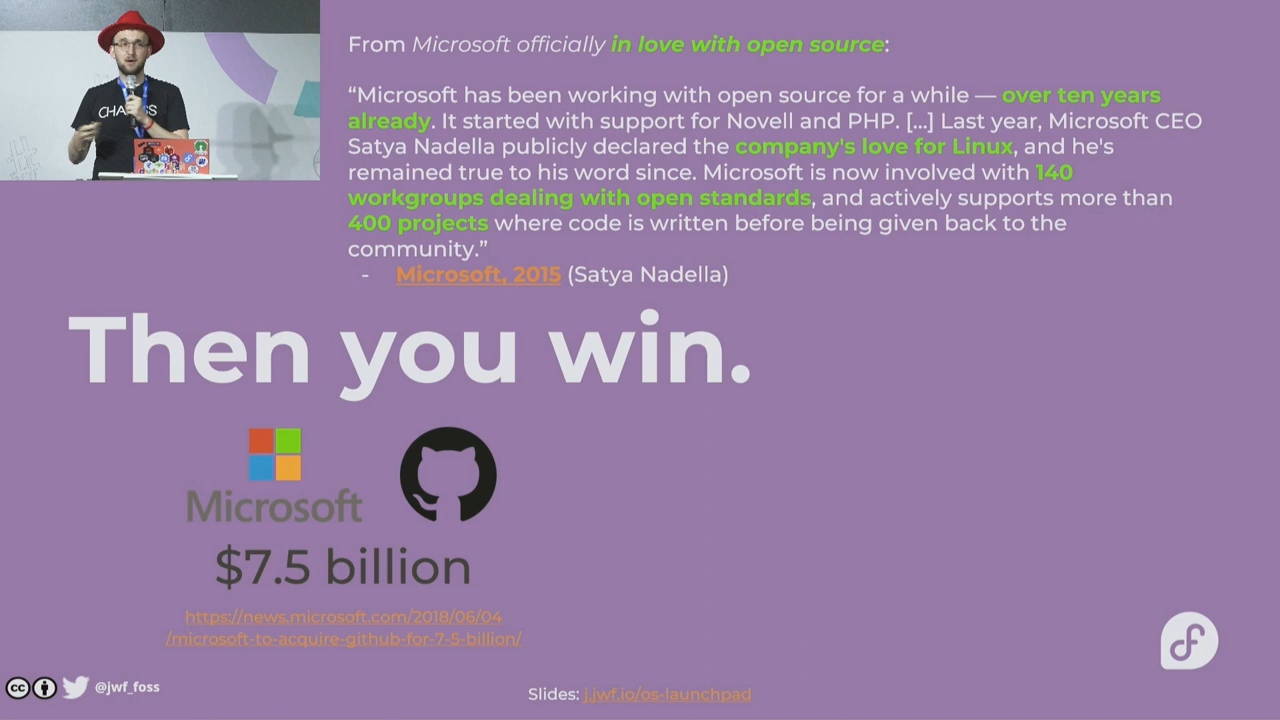 CHAOSS
From Microsoft officially in love with open source:
“Microsoft has been working with open source for a while — over ten years
already. It started with support for Novell and PHP. [...] Last year, Microsoft CEO
Satya Nadella publicly declared the company's love for Linux, and he's
remained true to his word since. Microsoft is now involved with 140
workgroups dealing with open standards, and actively supports more than
400 projects where code is written before being given back to the
community.”
- Microsoft, 2015 (Satya Nadella)
Then you win.
Microsoft
$7.5 billion
https://news.microsoft.com/2018/06/04
/microsoft-to-acquire-github-for-7-5-billion/
cc
@jwf_foss
Slides: j.jwf.io/os-launchpad